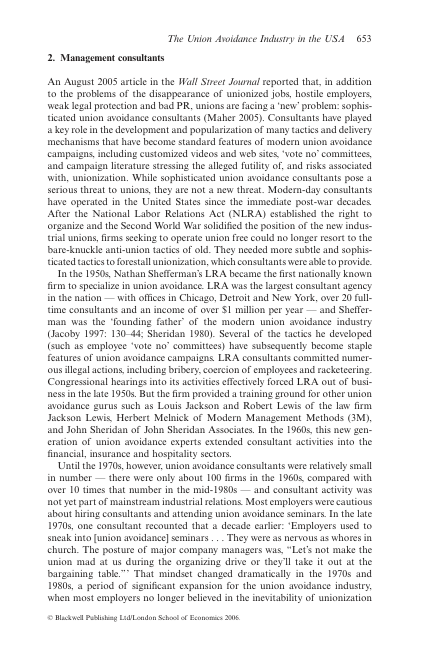 The Union Avoidance Industry in the USA 653
2. Management consultants
An August 2005 article in the Wall Street Journal reported that, in addition
to the problems of the disappearance of unionized jobs, hostile employers,
weak legal protection and bad PR, unions are facing a ‘new’ problem: sophis-
ticated union avoidance consultants (Maher 2005). Consultants have played
a key role in the development and popularization of many tactics and delivery
mechanisms that have become standard features of modern union avoidance
campaigns, including customized videos and web sites, ‘vote no’ committees,
and campaign literature stressing the alleged futility of, and risks associated
with, unionization. While sophisticated union avoidance consultants pose a
serious threat to unions, they are not a new threat. Modern-day consultants
have operated in the United States since the immediate post-war decades.
After the National Labor Relations Act (NLRA) established the right to
organize and the Second World War solidified the position of the new indus-
trial unions, firms seeking to operate union free could no longer resort to the
bare-knuckle anti-union tactics of old. They needed more subtle and sophis-
ticated tactics to forestall unionization, which consultants were able to provide.
In the 1950s, Nathan Shefferman’s LRA became the first nationally known
firm to specialize in union avoidance. LRA was the largest consultant agency
in the nation — with offices in Chicago, Detroit and New York, over 20 full-
time consultants and an income of over $1 million per year — and Sheffer-
man was the ‘founding father’ of the modern union avoidance industry
(Jacoby 1997: 130–44; Sheridan 1980). Several of the tactics he developed
(such as employee ‘vote no’ committees) have subsequently become staple
features of union avoidance campaigns. LRA consultants committed numer-
ous illegal actions, including bribery, coercion of employees and racketeering.
Congressional hearings into its activities effectively forced LRA out of busi-
ness in the late 1950s. But the firm provided a training ground for other union
avoidance gurus such as Louis Jackson and Robert Lewis of the law firm
Jackson Lewis, Herbert Melnick of Modern Management Methods (3M),
and John Sheridan of John Sheridan Associates. In the 1960s, this new gen-
eration of union avoidance experts extended consultant activities into the
financial, insurance and hospitality sectors.
Until the 1970s, however, union avoidance consultants were relatively small
in number — there were only about 100 firms in the 1960s, compared with
over 10 times that number in the mid-1980s — and consultant activity was
not yet part of mainstream industrial relations. Most employers were cautious
about hiring consultants and attending union avoidance seminars. In the late
1970s, one consultant recounted that a decade earlier: ‘Employers used to
sneak into [union avoidance] seminars . . . They were as nervous as whores in
church. The posture of major company managers was, “Let’s not make the
union mad at us during the organizing drive or they’ll take it out at the
bargaining table.”’ That mindset changed dramatically in the 1970s and
1980s, a period of significant expansion for the union avoidance industry,
when most employers no longer believed in the inevitability of unionization
© Blackwell Publishing Ltd/London School of Economics 2006.